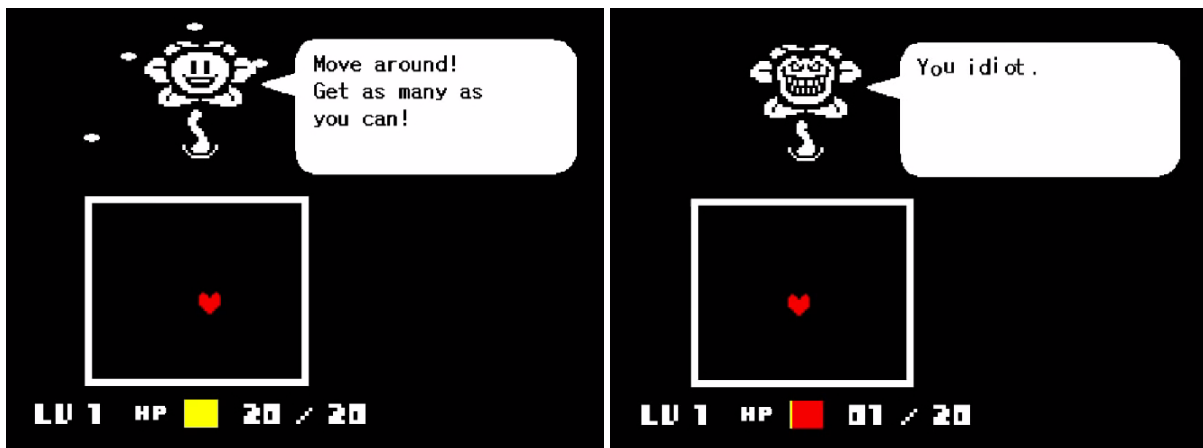 Move around!
Get as many as
you can!
LV 1 HP 20 / 20
You idiot.
LV 1 HP 01 / 20